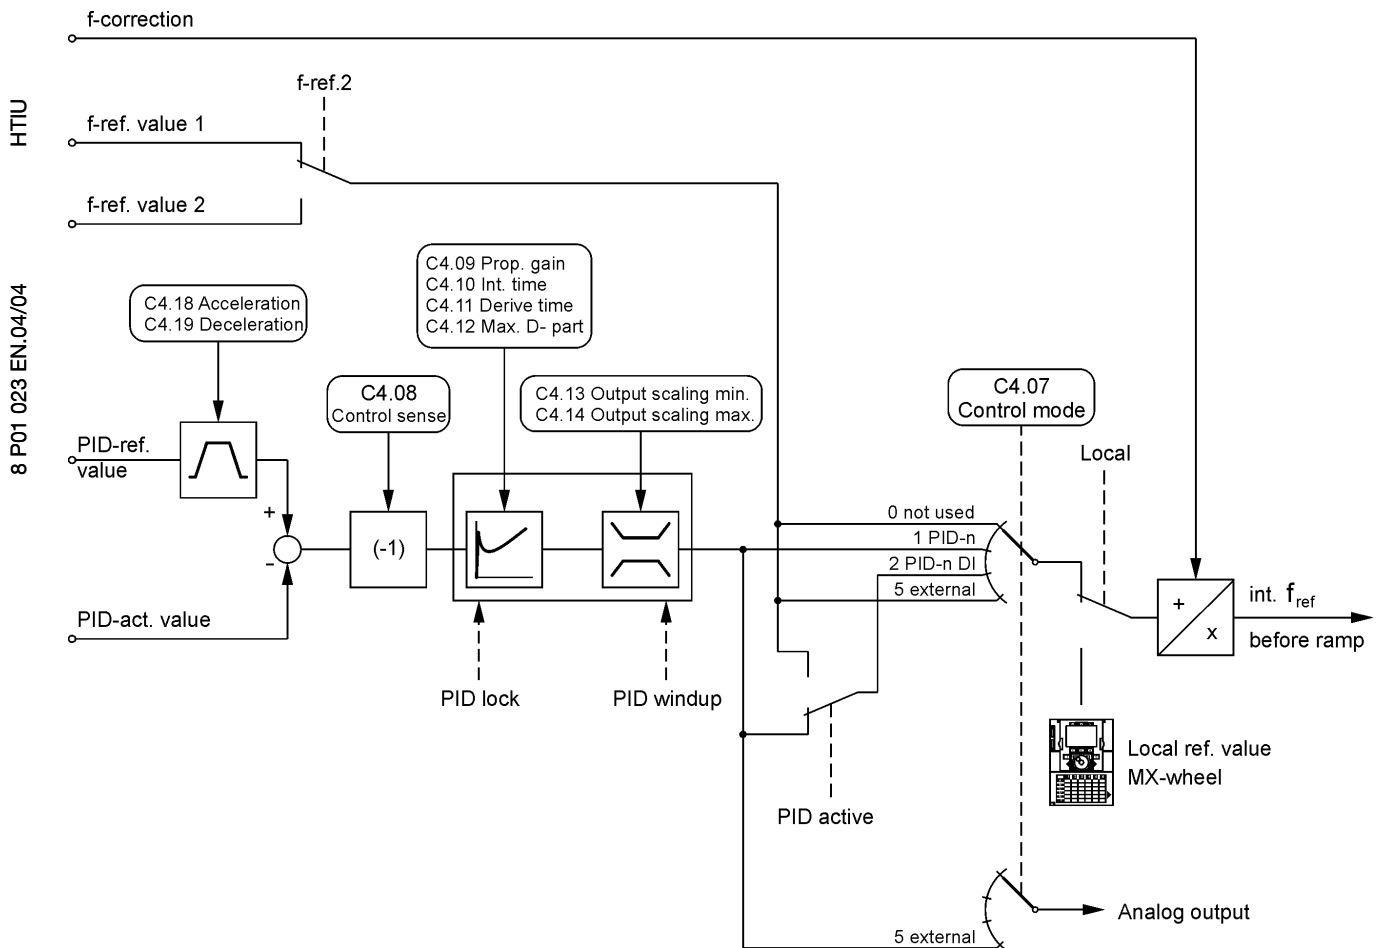 f-correction
HTIU
f-ref.2
f-ref. value 1
f-ref. value 2
8 P01 023 EN.04/04
C4.18 Acceleration
C4.19 Deceleration
C4.09 Prop. gain
C4.10 Int. time
C4.11 Derive time
C4.12 Max. D- part
C4.08
Control sense
C4.13 Output scaling min.
C4.14 Output scaling max.
C4.07
Control mode
PID-ref.
value
Local
+
-
(-1)
0 not used
1 PID-n
2 PID-n DI
5 external
PID-act. value
+
x
int. fref
before ramp
PID lock
PID windup
Local ref. value
MX-wheel
PID active
Analog output
5 external